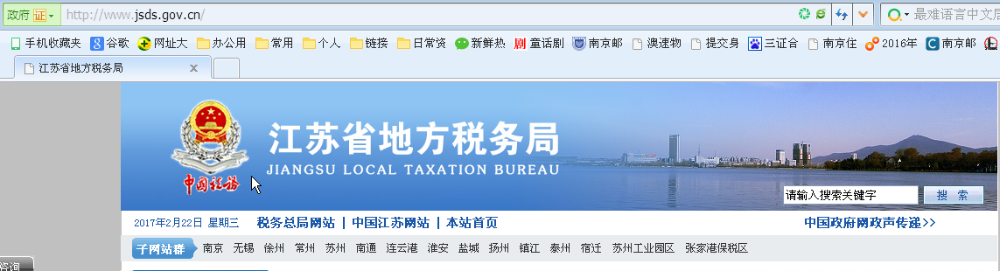 政府 证 http://www.jsds.gov.cn/ 最难语言中文居
手机收藏夹 谷歌 网址大 办公用 常用 个人 链接 日常资 新鲜热 剧 童话剧 南京邮 澳速物 提交身 三证合 南京住 2016年 南京邮
江苏省地方税务局
江苏省地方税务局
JIANGSU LOCAL TAXATION BUREAU
中国税务
请输入搜索关键字 搜 索
2017年2月22日 星期三 税务总局网站 | 中国江苏网站 | 本站首页 中国政府网政声传递>>
子网站群 南京 无锡 徐州 常州 苏州 南通 连云港 淮安 盐城 扬州 镇江 泰州 宿迁 苏州工业园区 张家港保税区
咨询